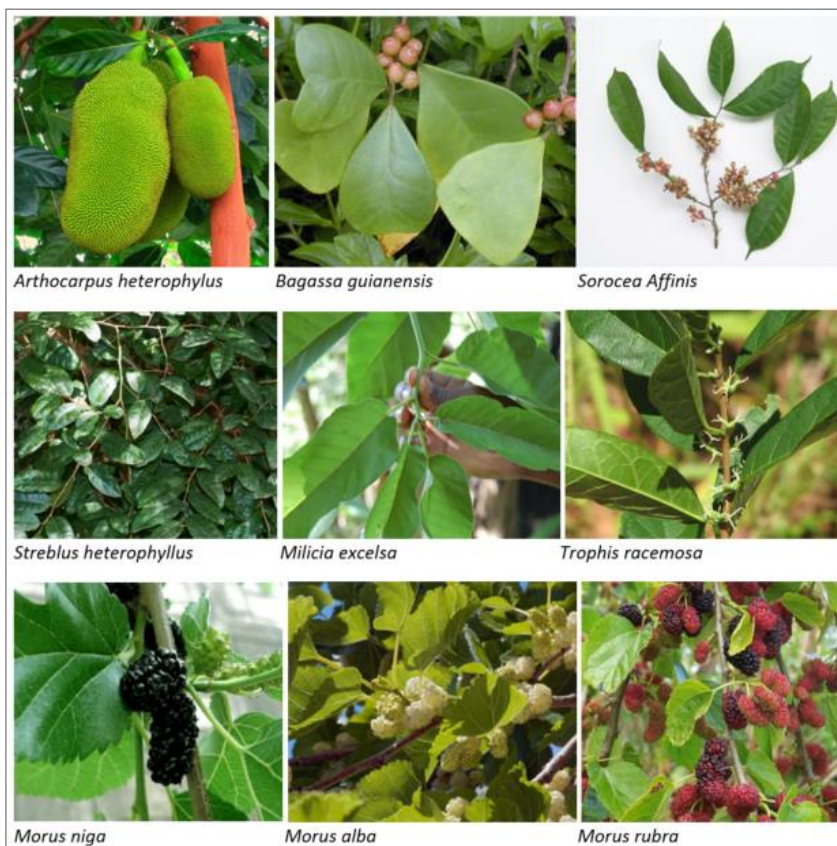 Arthocarpus heterophylus
Bagassa guianensis
Sorocea Affinis
Streblus heterophyllus
Milicia excelsa
Trophis racemosa
Morus niga
Morus alba
Morus rubra